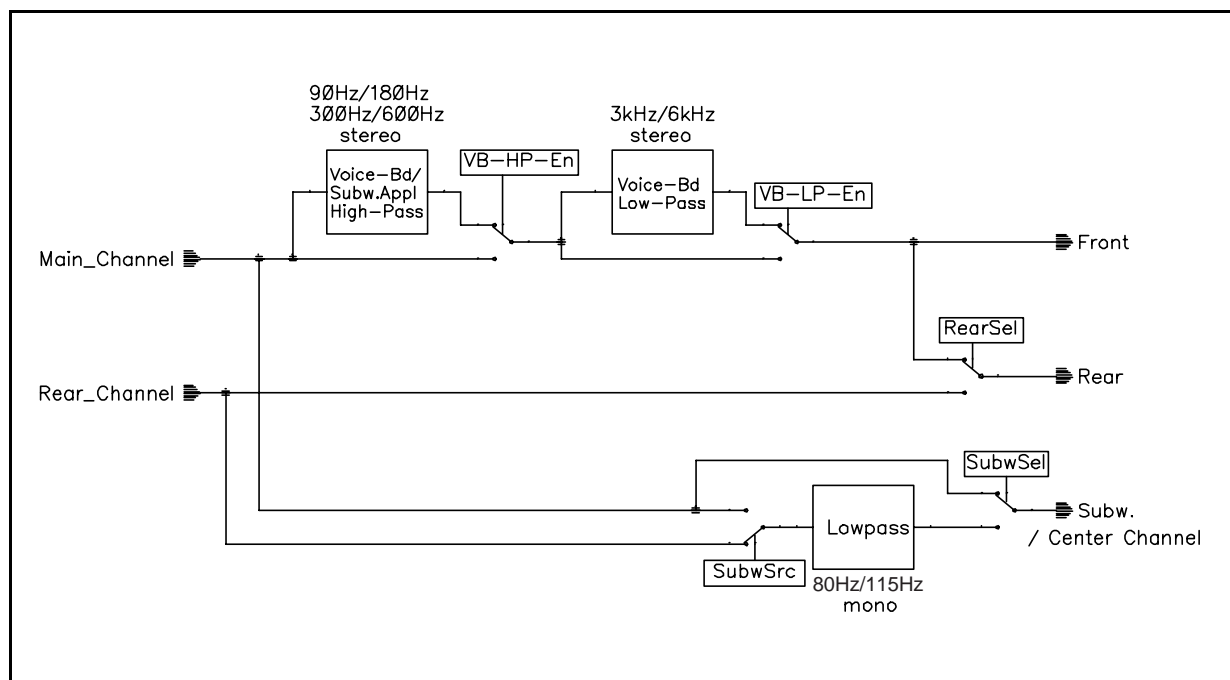 90Hz/180Hz
300Hz/600Hz
stereo
Voice-Bd/
Subw.Appl
High-Pass
VB-HP-En
3kHz/6kHz
stereo
Voice-Bd
Low-Pass
VB-LP-En
Main_Channel
Front
RearSel
Rear_Channel
Rear
SubwSel
Lowpass
Subw.
/ Center Channel
SubwSrc
80Hz/115Hz
mono